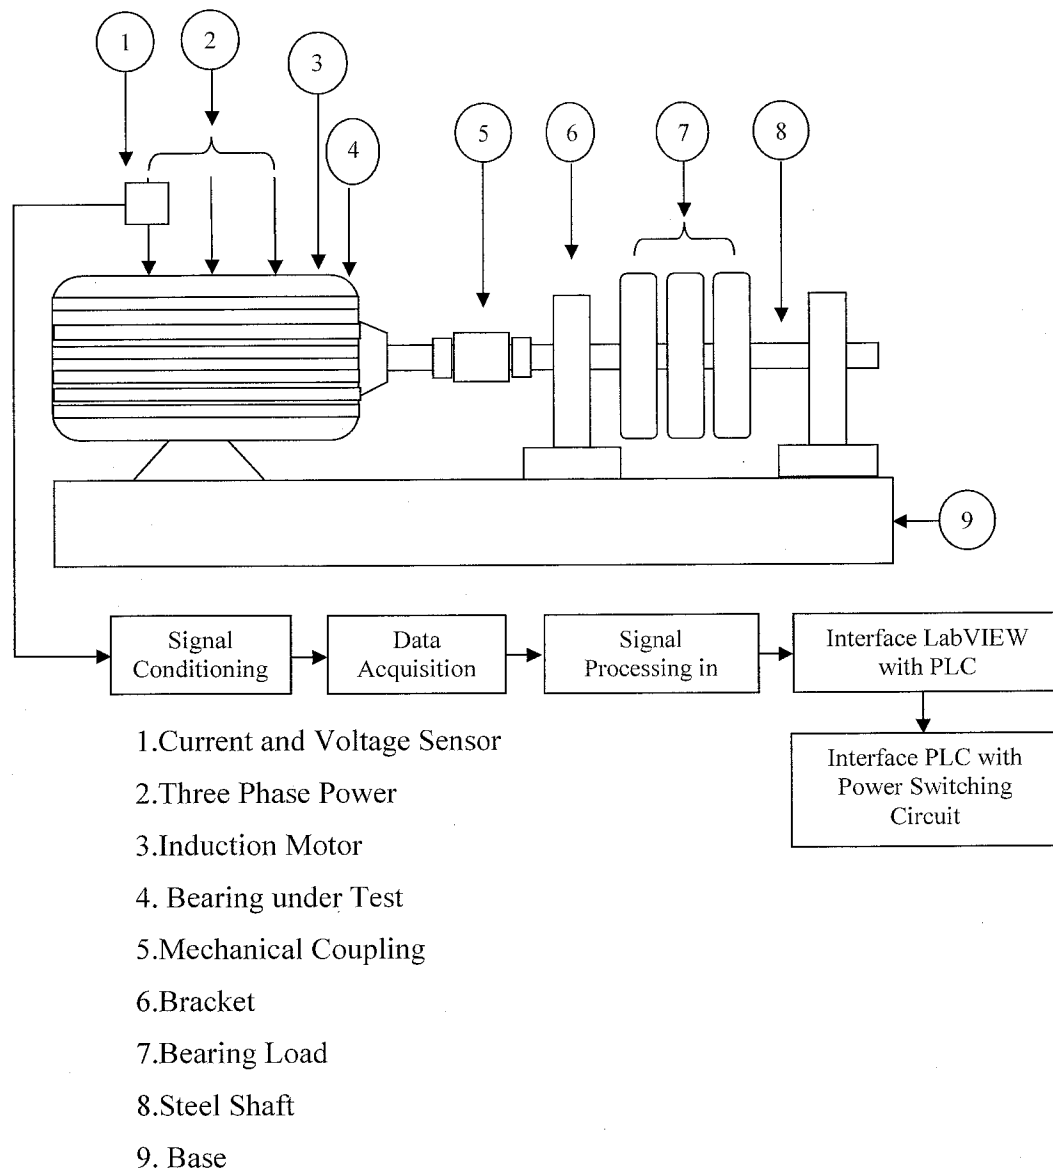 1
2
3
4
5
6
7
8
9
Signal
Conditioning
Data
Acquisition
Signal
Processing in
Interface LabVIEW
with PLC
Interface PLC with
Power Switching
Circuit
1.Current and Voltage Sensor
2.Three Phase Power
3.Induction Motor
4. Bearing under Test
5.Mechanical Coupling
6.Bracket
7.Bearing Load
8.Steel Shaft
9. Base